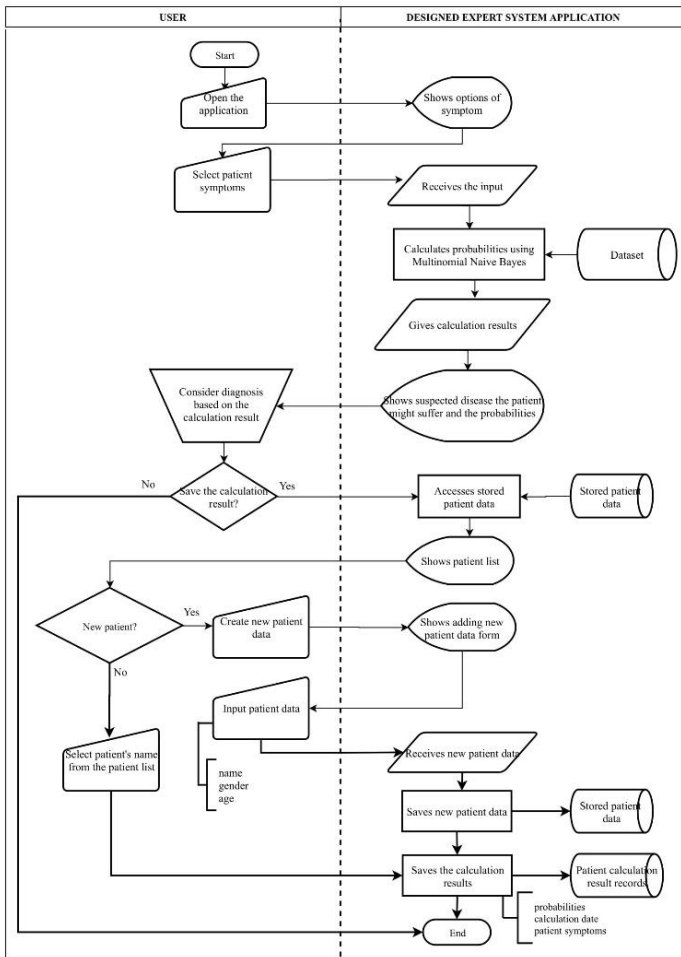 USER
DESIGNED EXPERT SYSTEM APPLICATION
Start
Open the
application
Shows options of
symptom
Select patient
symptoms
Receives the input
Calculates probabilities using
Multinomial Naive Bayes
Dataset
Gives calculation results
Consider diagnosis
based on the
calculation result
Shows suspected disease the patient
might suffer and the probabilities
No
Save the calculation
result?
Yes
Accesses stored
patient data
Stored patient
data
Shows patient list
New patient?
Yes
Create new patient
data
Shows adding new
patient data form
No
Input patient data
name
gender
age
Select patient's name
from the patient list
Receives new patient data
Saves new patient data
Stored patient
data
Saves the calculation
results
Patient calculation
result records
probabilities
calculation date
patient symptoms
End